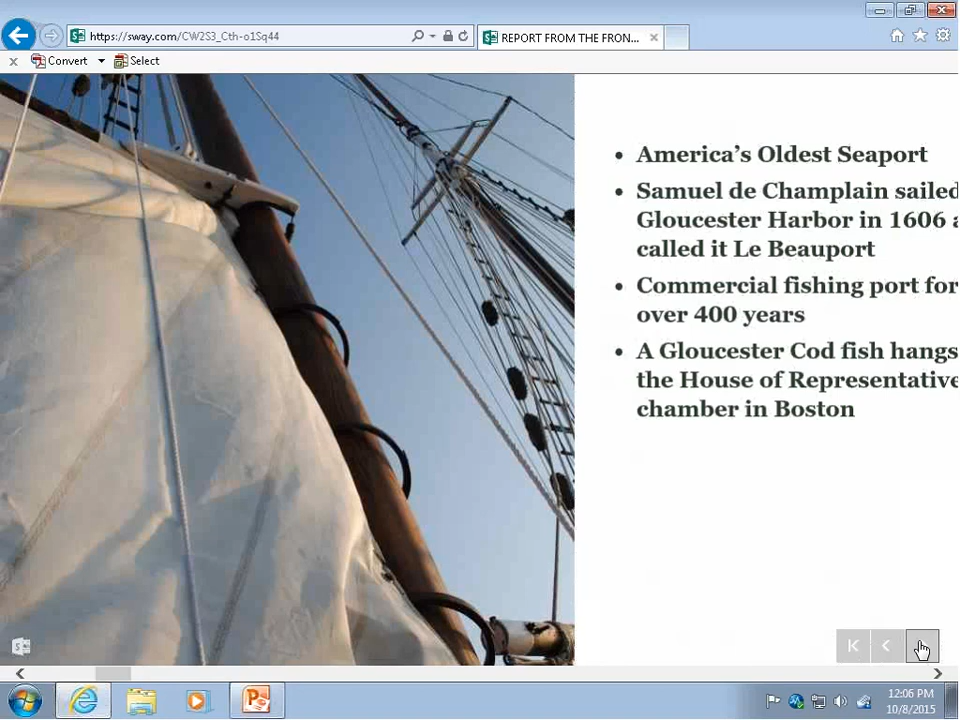 https://sway.com/CW2S3_Cth-o1Sq44
REPORT FROM THE FRON...
Convert
Select
• America's Oldest Seaport
• Samuel de Champlain sailed
Gloucester Harbor in 1606 a
called it Le Beauport
• Commercial fishing port for
over 400 years
• A Gloucester Cod fish hangs
the House of Representative
chamber in Boston
12:06 PM
10/8/2015